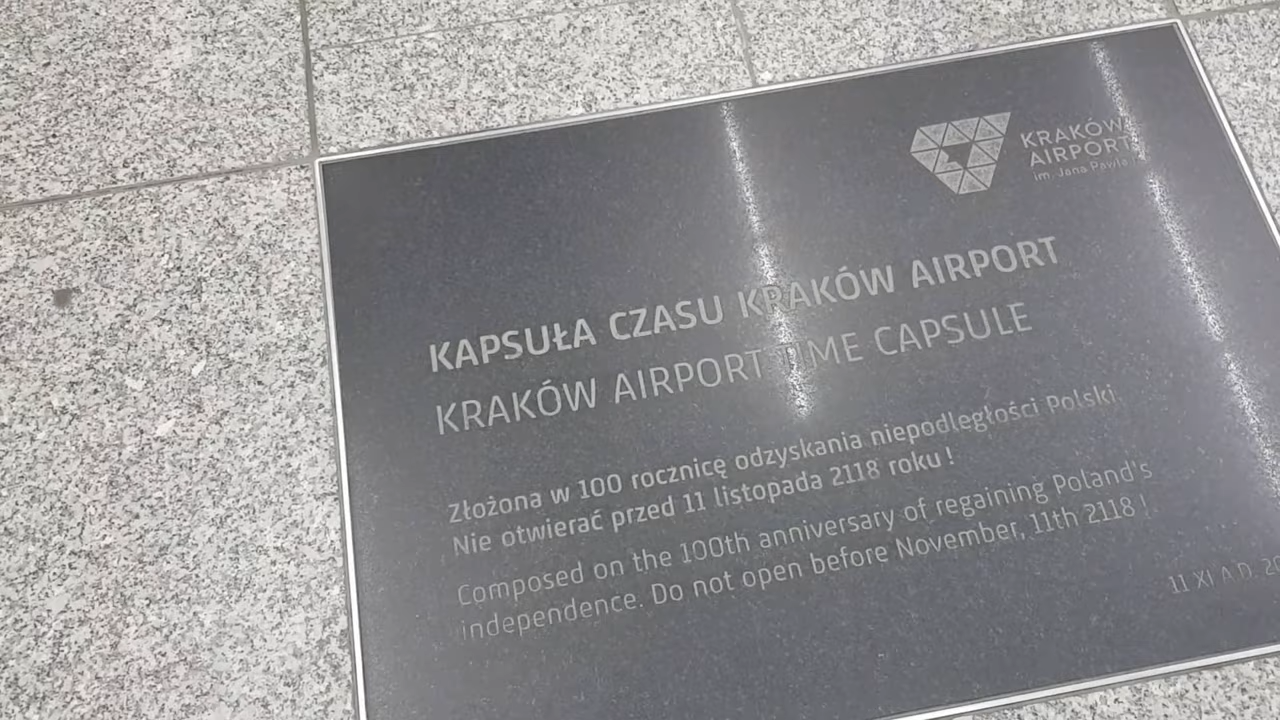 KRAKÓW
AIRPORT
im. Jana Pawła
KAPSUŁA CZASU KRAKÓW AIRPORT
KRAKÓW AIRPORT TIME CAPSULE
Złożona w 100 rocznicę odzyskania niepodległości Polski.
Nie otwierać przed 11 listopada 2118 roku !
Composed on the 100th anniversary of regaining Poland's
independence. Do not open before November, 11th 2118 !
11 XI A.D.